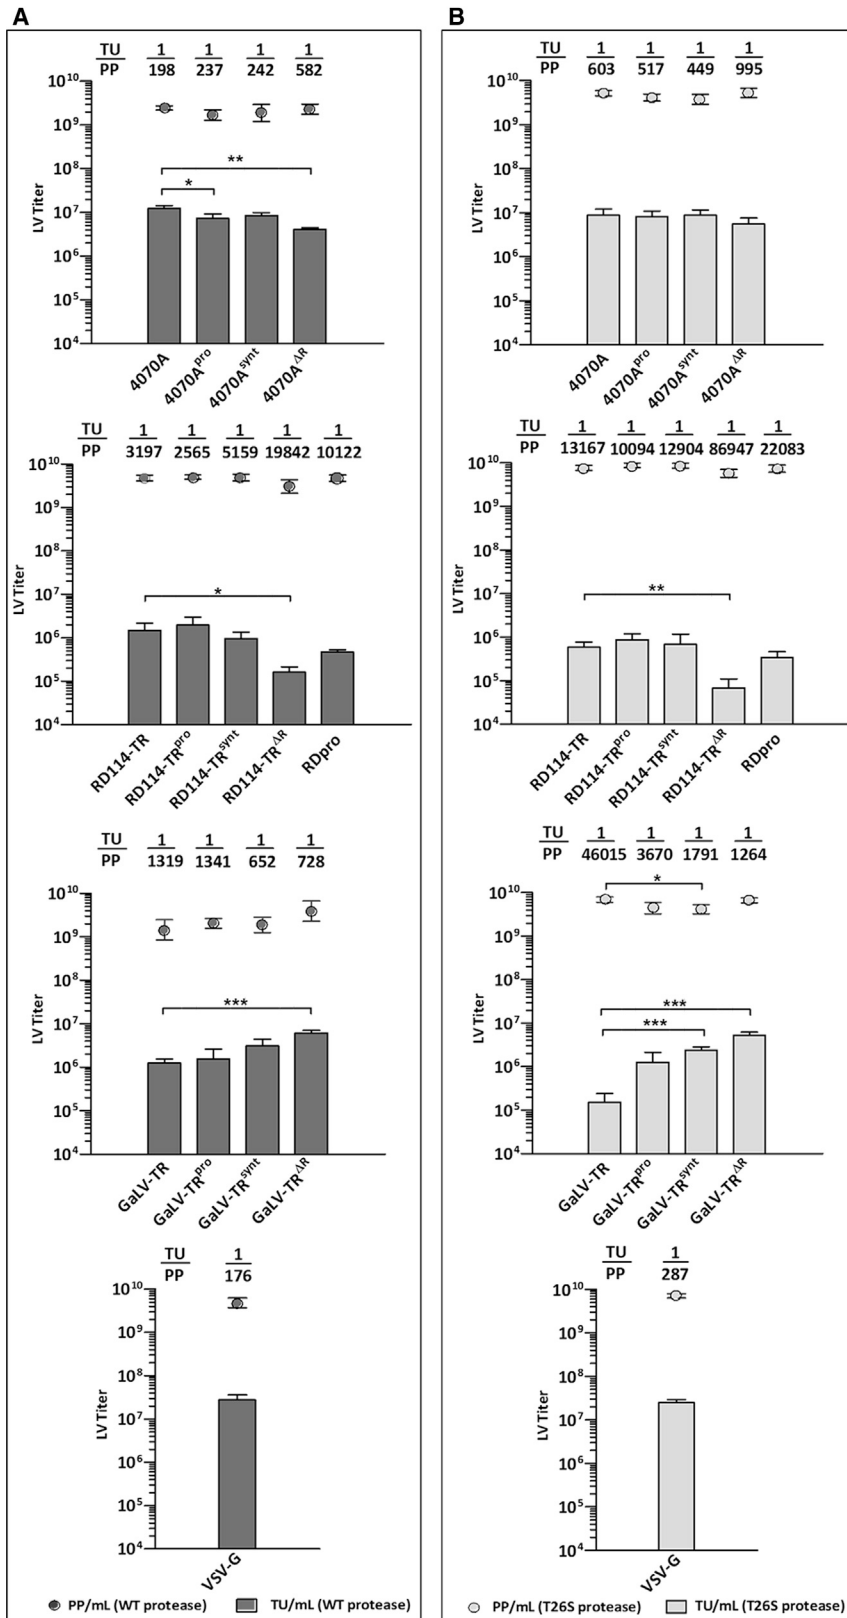 A
TU 1 1 1 1
PP 198 237 242 582
10^10
10^9
10^8
10^7
10^6
10^5
10^4
LV Titer
**
*
4070A 4070A^pro 4070A^synt 4070A^ΔR
TU 1 1 1 1 1
PP 3197 2565 5159 19842 10122
10^10
10^9
10^8
10^7
10^6
10^5
10^4
LV Titer
*
RD114-TR RD114-TR^pro RD114-TR^synt RD114-TR^ΔR RDpro
TU 1 1 1 1
PP 1319 1341 652 728
10^10
10^9
10^8
10^7
10^6
10^5
10^4
LV Titer
***
GaLV-TR GaLV-TR^pro GaLV-TR^synt GaLV-TR^ΔR
TU 1
PP 176
10^10
10^9
10^8
10^7
10^6
10^5
10^4
LV Titer
VSV-G
PP/mL (WT protease) TU/mL (WT protease)
B
TU 1 1 1 1
PP 603 517 449 995
10^10
10^9
10^8
10^7
10^6
10^5
10^4
LV Titer
4070A 4070A^pro 4070A^synt 4070A^ΔR
TU 1 1 1 1 1
PP 13167 10094 12904 86947 22083
10^10
10^9
10^8
10^7
10^6
10^5
10^4
LV Titer
**
RD114-TR RD114-TR^pro RD114-TR^synt RD114-TR^ΔR RDpro
TU 1 1 1 1
PP 46015 3670 1791 1264
10^10
10^9
10^8
10^7
10^6
10^5
10^4
LV Titer
*
***
***
GaLV-TR GaLV-TR^pro GaLV-TR^synt GaLV-TR^ΔR
TU 1
PP 287
10^10
10^9
10^8
10^7
10^6
10^5
10^4
LV Titer
VSV-G
PP/mL (T26S protease) TU/mL (T26S protease)